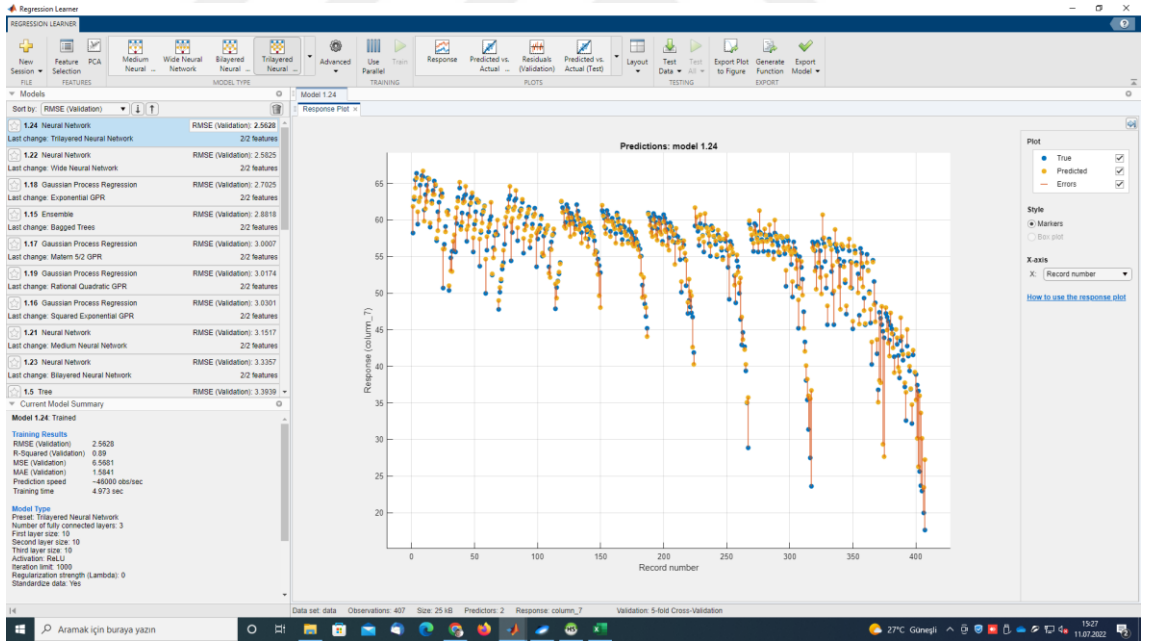 Regression Learner
REGRESSION LEARNER
New Session
Feature Selection
PCA
Medium Neural ...
Wide Neural Network
Bilayered Neural ...
Trilayered Neural ...
Advanced
Use Parallel
Train
Response
Predicted vs. Actual ...
Residuals (Validation)
Predicted vs. Actual (Test)
Layout
Test Data
Test All
Export Plot to Figure
Generate Function
Export Model
FILE
FEATURES
MODEL TYPE
TRAINING
PLOTS
TESTING
EXPORT
Models
Sort by: RMSE (Validation)
1.24 Neural Network RMSE (Validation): 2.5628
Last change: Trilayered Neural Network 2/2 features
1.22 Neural Network RMSE (Validation): 2.5825
Last change: Wide Neural Network 2/2 features
1.18 Gaussian Process Regression RMSE (Validation): 2.7025
Last change: Exponential GPR 2/2 features
1.15 Ensemble RMSE (Validation): 2.8818
Last change: Bagged Trees 2/2 features
1.17 Gaussian Process Regression RMSE (Validation): 3.0007
Last change: Matern 5/2 GPR 2/2 features
1.19 Gaussian Process Regression RMSE (Validation): 3.0174
Last change: Rational Quadratic GPR 2/2 features
1.16 Gaussian Process Regression RMSE (Validation): 3.0301
Last change: Squared Exponential GPR 2/2 features
1.21 Neural Network RMSE (Validation): 3.1517
Last change: Medium Neural Network 2/2 features
1.23 Neural Network RMSE (Validation): 3.3357
Last change: Bilayered Neural Network 2/2 features
1.5 Tree RMSE (Validation): 3.3939
Current Model Summary
Model 1.24: Trained
Training Results
RMSE (Validation) 2.5628
R-Squared (Validation) 0.89
MSE (Validation) 6.5681
MAE (Validation) 1.5841
Prediction speed ~46000 obs/sec
Training time 4.973 sec
Model Type
Preset: Trilayered Neural Network
Number of fully connected layers: 3
First layer size: 10
Second layer size: 10
Third layer size: 10
Activation: ReLU
Iteration limit: 1000
Regularization strength (Lambda): 0
Standardize data: Yes
Model 1.24
Response Plot
Predictions: model 1.24
Response (column_7)
65
60
55
50
45
40
35
30
25
20
0 50 100 150 200 250 300 350 400
Record number
Plot
True
Predicted
Errors
Style
Markers
Box plot
X-axis
X: Record number
How to use the response plot
Data set: data Observations: 407 Size: 25 kB Predictors: 2 Response: column_7 Validation: 5-fold Cross-Validation
Aramak için buraya yazın
27°C Güneşli
15:27
11.07.2022